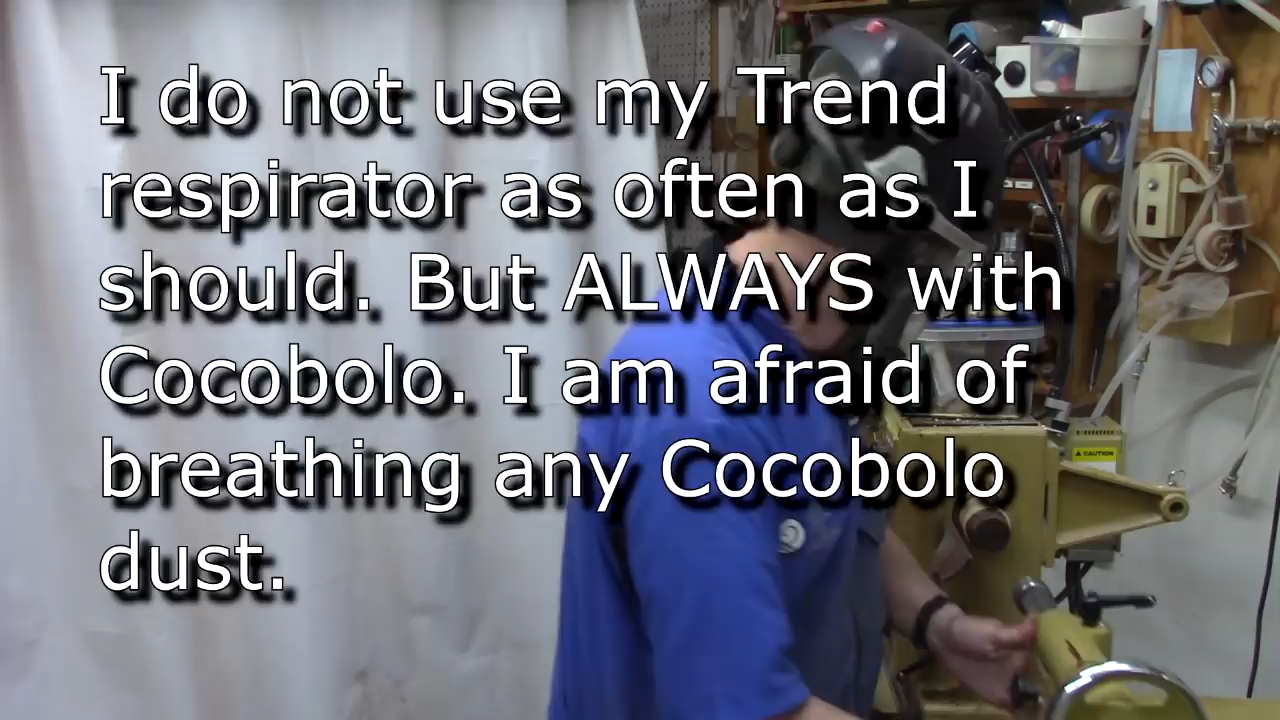 I do not use my Trend
respirator as often as I
should. But ALWAYS with
Cocobolo. I am afraid of
breathing any Cocobolo
dust.
CAUTION